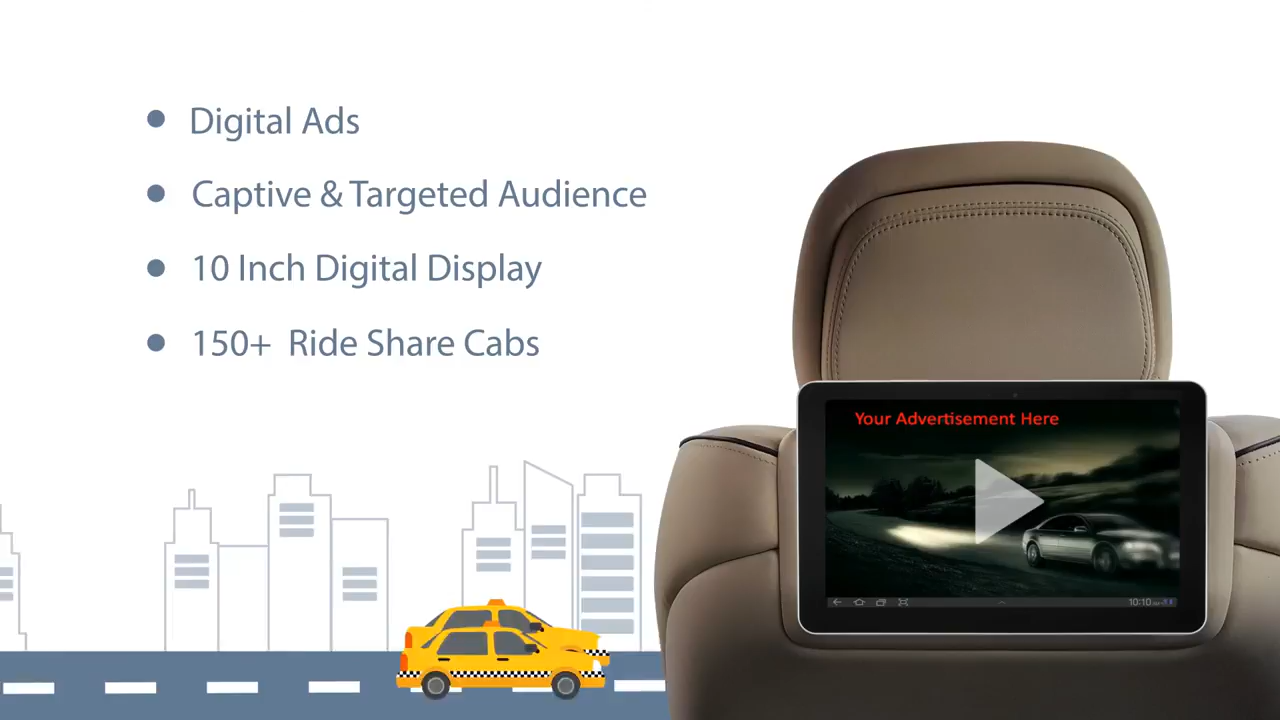 Digital Ads
Captive & Targeted Audience
10 Inch Digital Display
150+ Ride Share Cabs
Your Advertisement Here
10:10